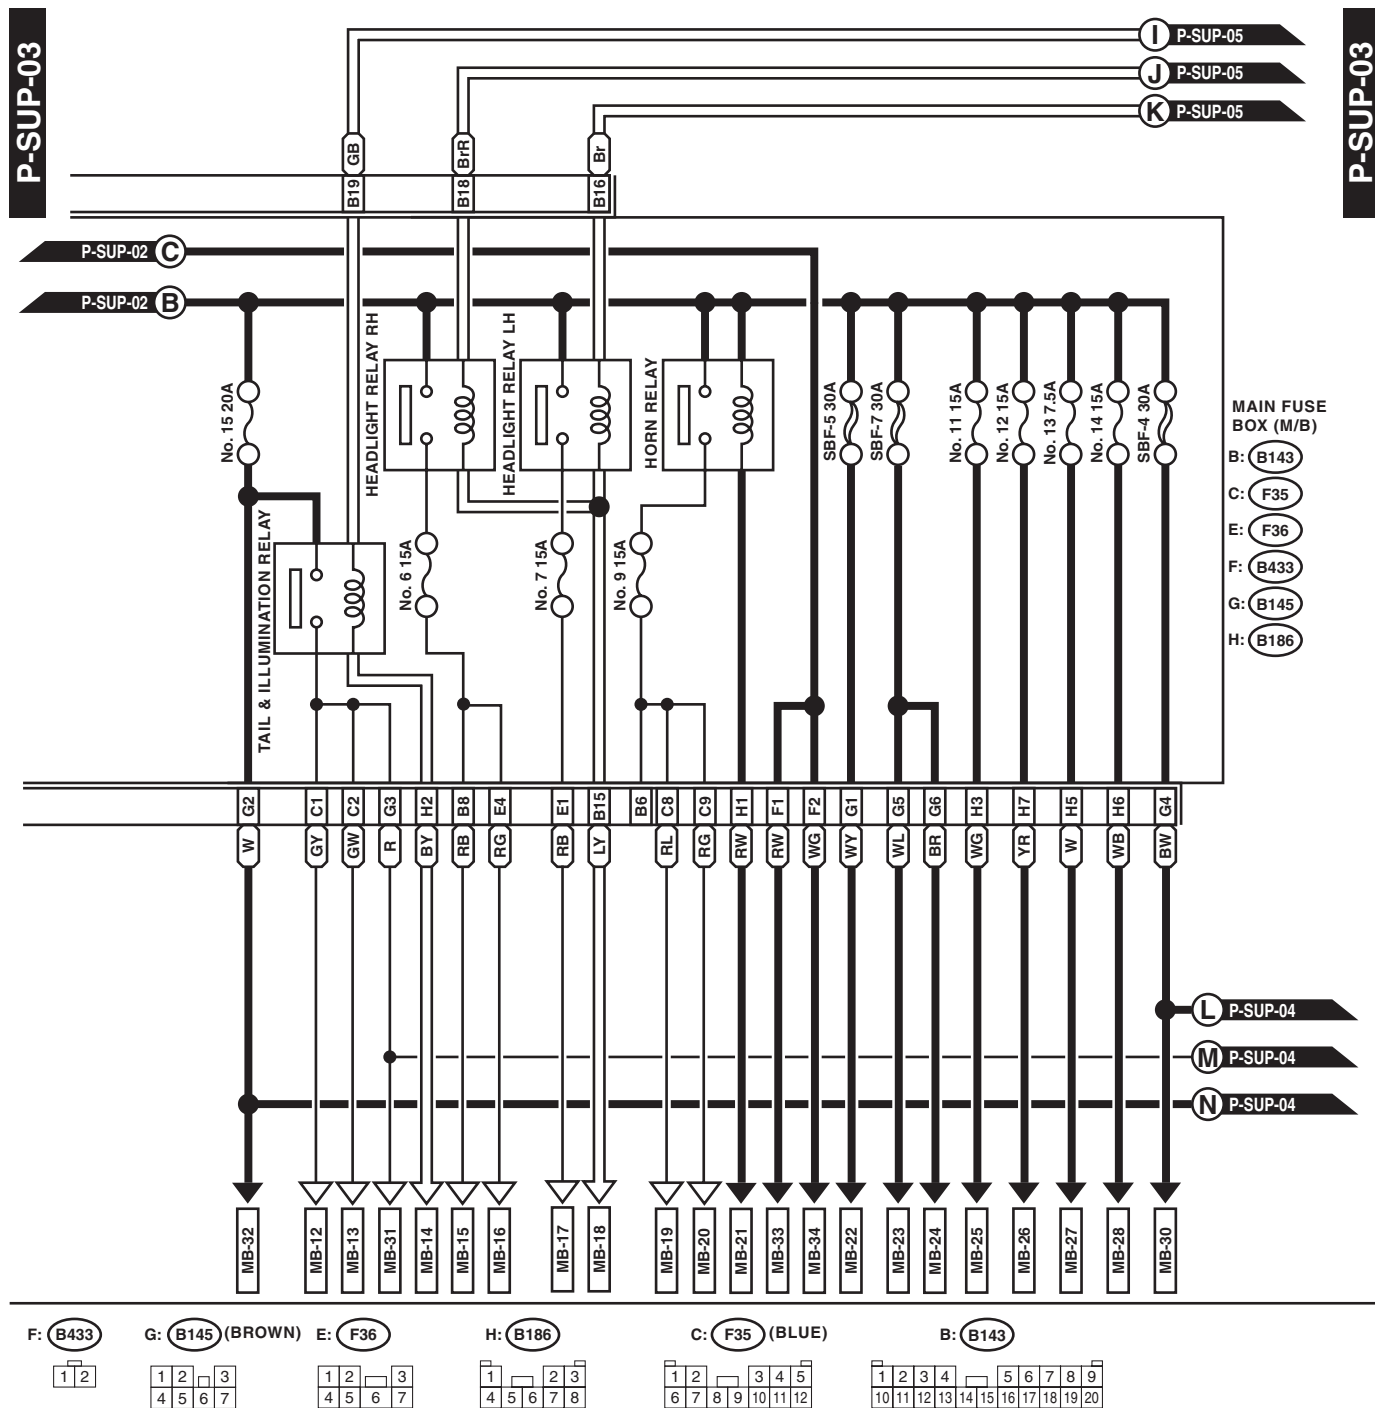 P-SUP-03
P-SUP-03
I P-SUP-05
J P-SUP-05
K P-SUP-05
GB
BrR
Br
B19
B18
B16
P-SUP-02 C
P-SUP-02 B
No. 15 20A
HEADLIGHT RELAY RH
HEADLIGHT RELAY LH
HORN RELAY
SBF-5 30A
SBF-7 30A
No. 11 15A
No. 12 15A
No. 13 7.5A
No. 14 15A
SBF-4 30A
MAIN FUSE
BOX (M/B)
B: B143
C: F35
E: F36
F: B433
G: B145
H: B186
TAIL & ILLUMINATION RELAY
No. 6 15A
No. 7 15A
No. 9 15A
G2 C1 C2 G3 H2 B8 E4 E1 B15 B6 C8 C9 H1 F1 F2 G1 G5 G6 H3 H7 H5 H6 G4
W GY GW R BY RB RG RB LY RL RG RW RW WG WY WL BR WG YR W WB BW
L P-SUP-04
M P-SUP-04
N P-SUP-04
MB-32 MB-12 MB-13 MB-31 MB-14 MB-15 MB-16 MB-17 MB-18 MB-19 MB-20 MB-21 MB-33 MB-34 MB-22 MB-23 MB-24 MB-25 MB-26 MB-27 MB-28 MB-30
F: B433 G: B145 (BROWN) E: F36 H: B186 C: F35 (BLUE) B: B143
1 2
1 2 3
4 5 6 7
1 2 3
4 5 6 7
1 2 3
4 5 6 7 8
1 2 3 4 5
6 7 8 9 10 11 12
1 2 3 4 5 6 7 8 9
10 11 12 13 14 15 16 17 18 19 20